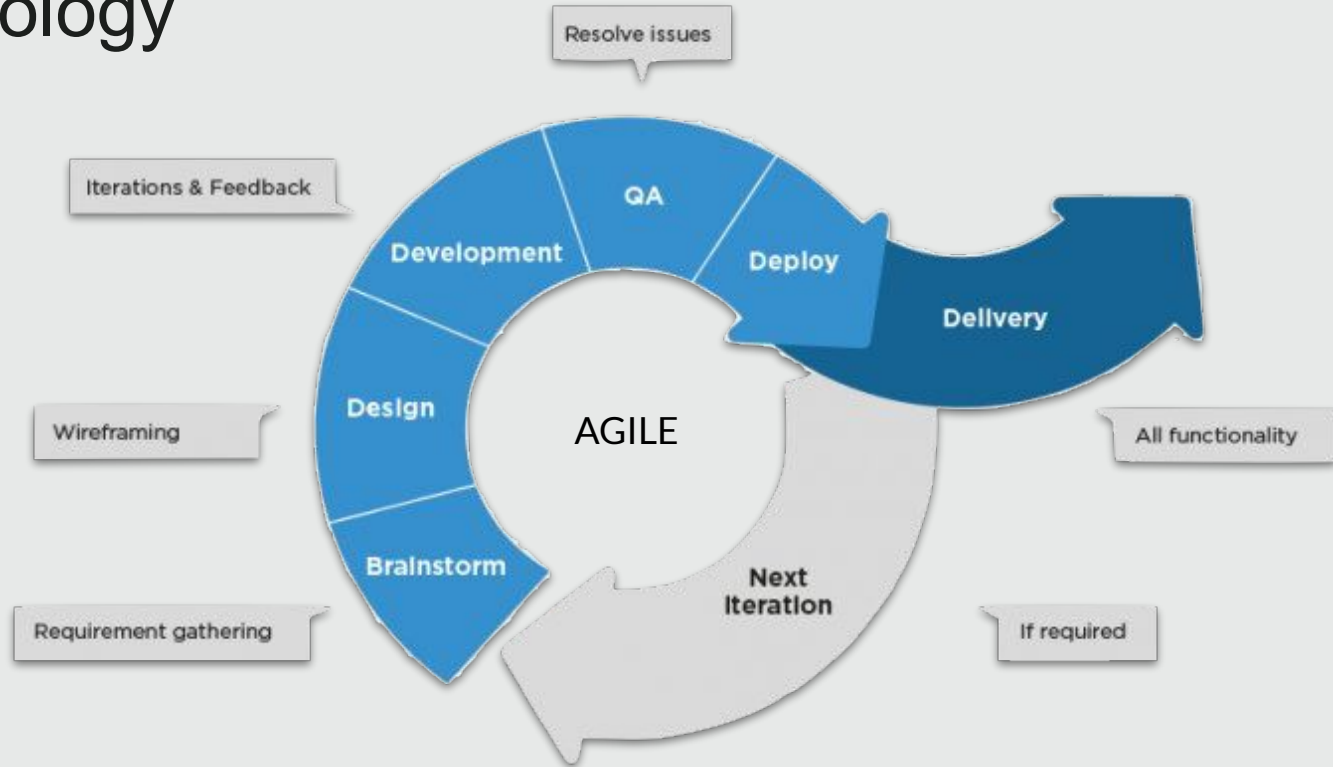 ology
Resolve issues
Iterations & Feedback
QA
Development
Deploy
Delivery
Design
Wireframing
AGILE
All functionality
Brainstorm
Next
Iteration
Requirement gathering
If required